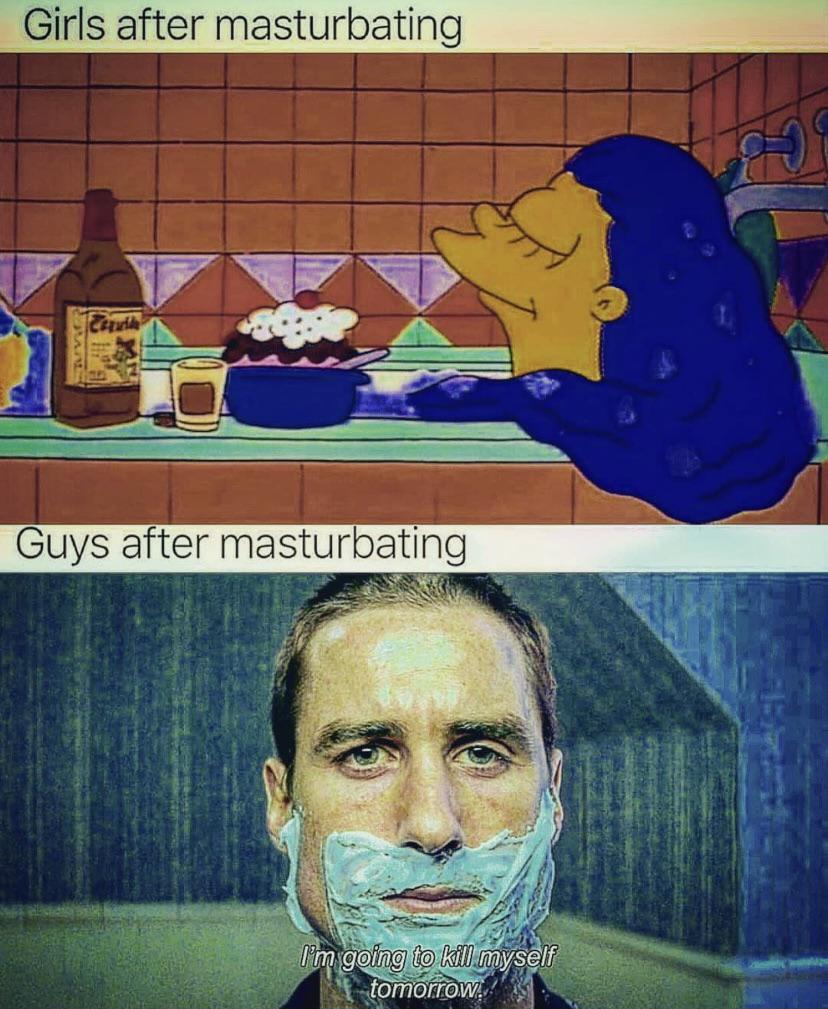 Girls after masturbating
Guys after masturbating
I'm going to kill myself
tomorrow.